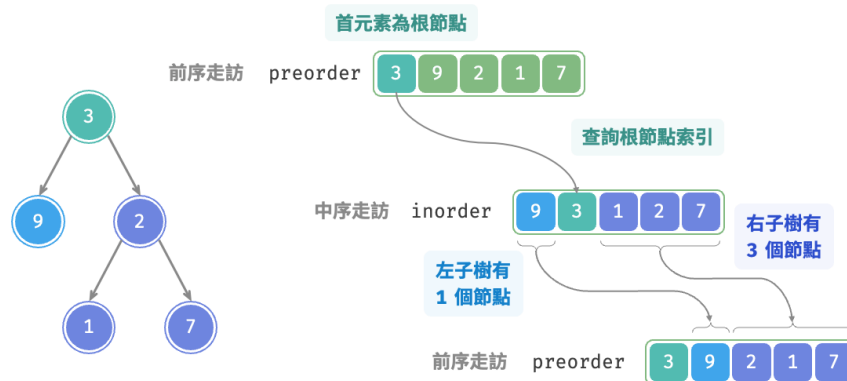 首元素為根節點
前序走訪 preorder 3 9 2 1 7
3
查詢根節點索引
9 2
中序走訪 inorder 9 3 1 2 7
右子樹有
3 個節點
左子樹有
1 個節點
1 7
前序走訪 preorder 3 9 2 1 7